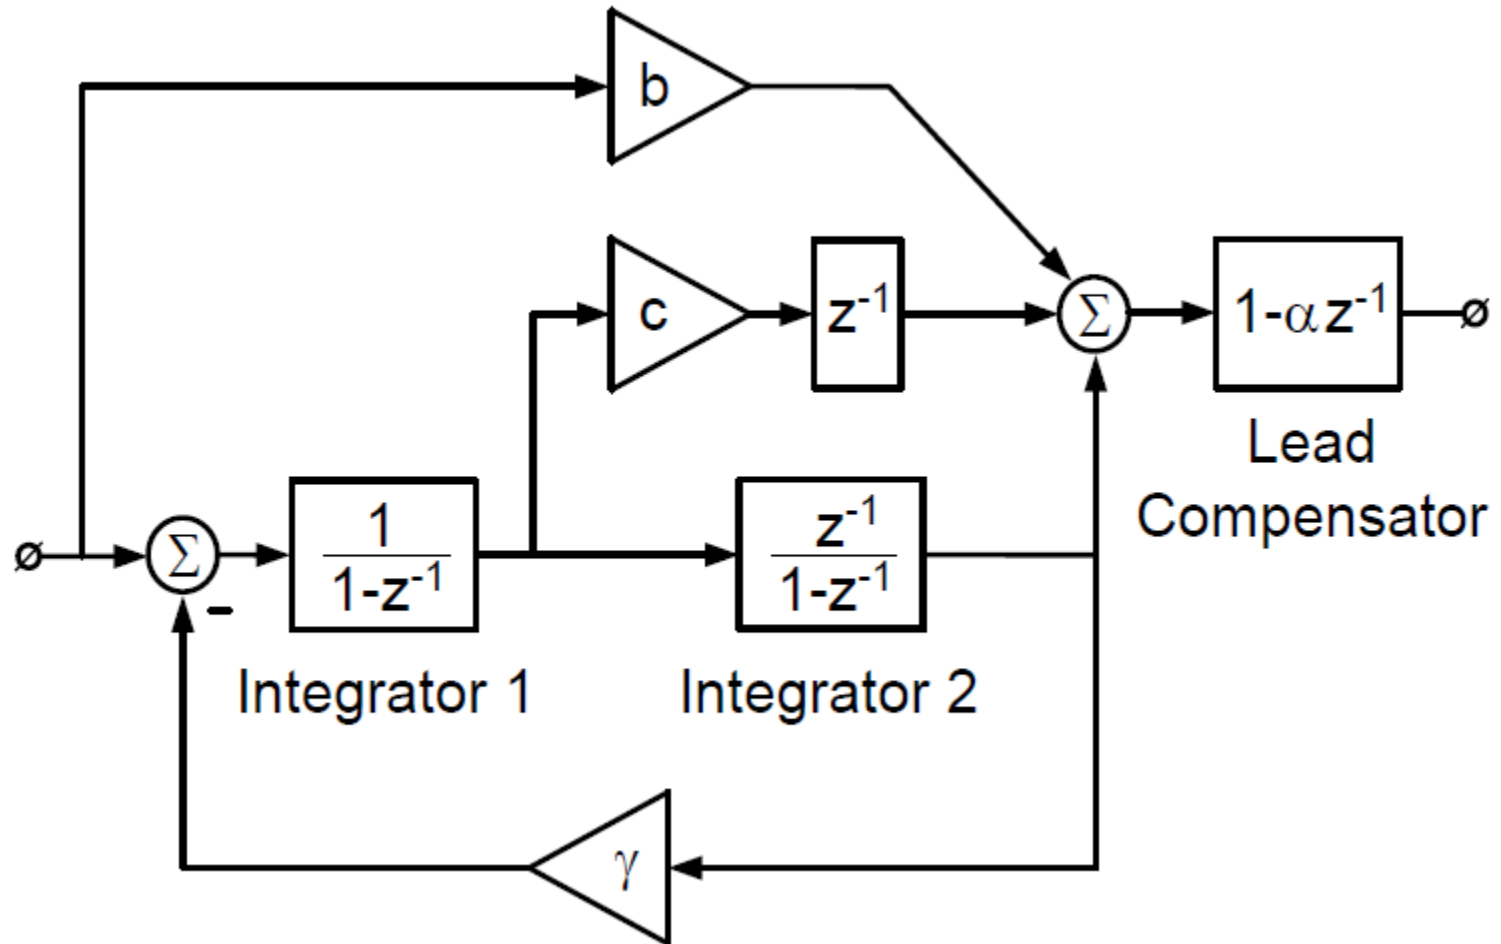 b
c
z⁻¹
Σ
1-αz⁻¹
Lead
Compensator
Σ
-
1
1-z⁻¹
Integrator 1
z⁻¹
1-z⁻¹
Integrator 2
γ